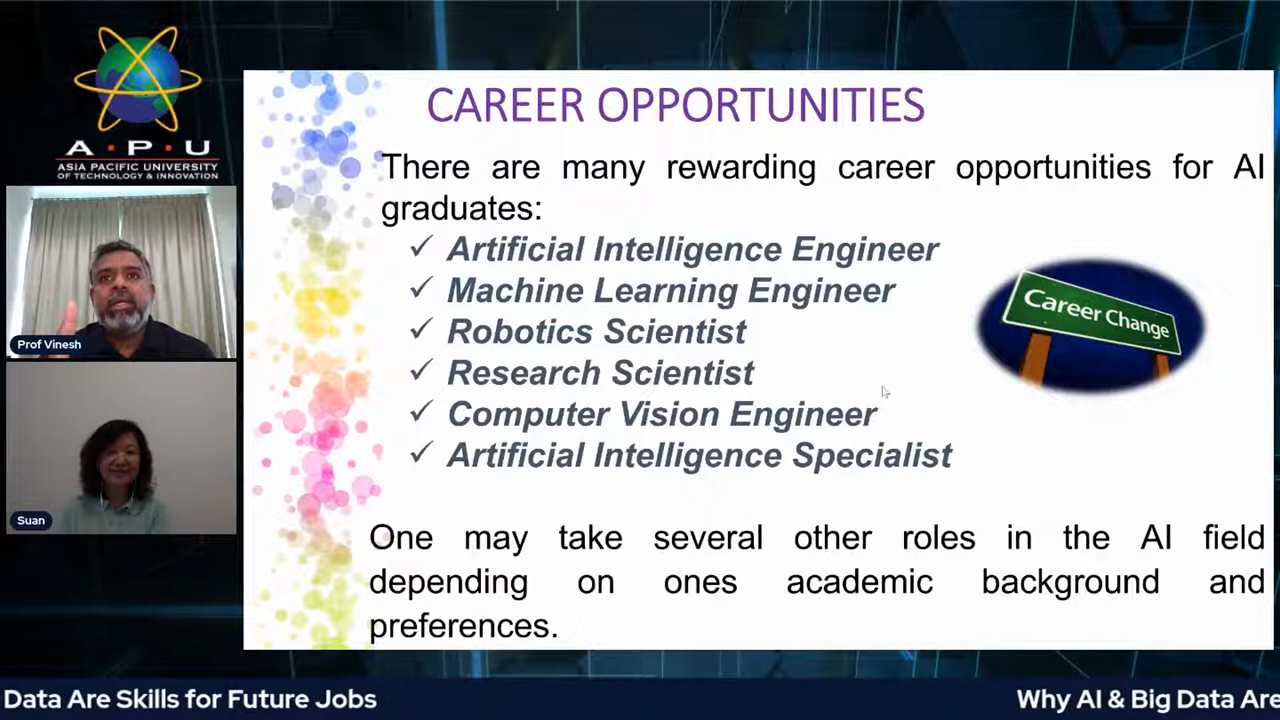 A·P·U
ASIA PACIFIC UNIVERSITY
OF TECHNOLOGY & INNOVATION
Prof Vinesh
Suan
CAREER OPPORTUNITIES
There are many rewarding career opportunities for AI
graduates:
✓ Artificial Intelligence Engineer
✓ Machine Learning Engineer
✓ Robotics Scientist
✓ Research Scientist
✓ Computer Vision Engineer
✓ Artificial Intelligence Specialist
Career Change
One may take several other roles in the AI field
depending on ones academic background and
preferences.
Data Are Skills for Future Jobs
Why AI & Big Data Are